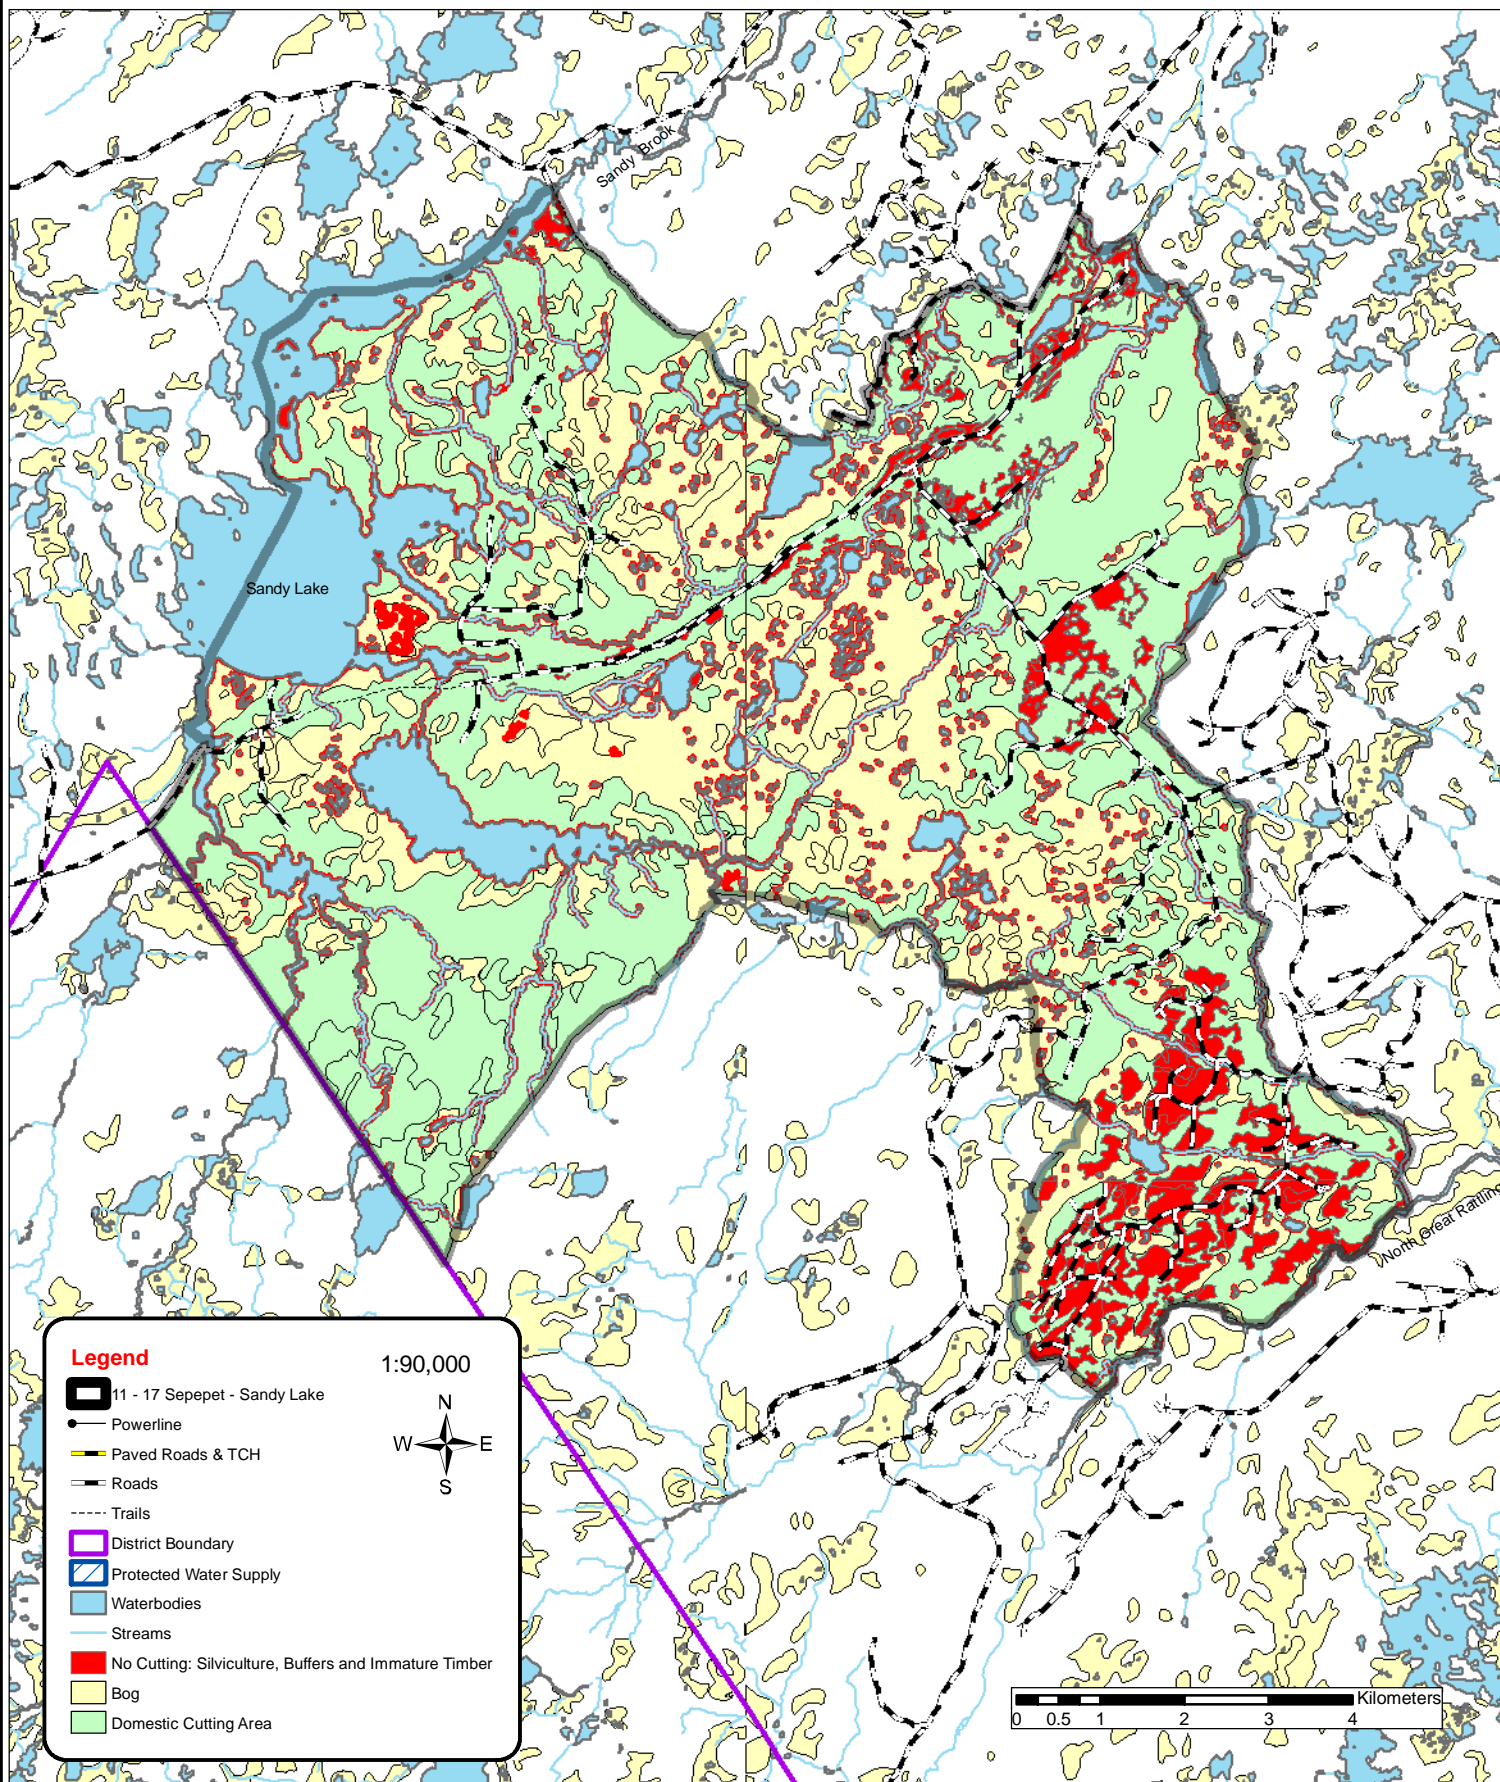 Sandy Brook
Sandy Lake
North Great Rattling
Legend
1:90,000
11 - 17 Sepepet - Sandy Lake
Powerline
Paved Roads & TCH
Roads
Trails
District Boundary
Protected Water Supply
Waterbodies
Streams
No Cutting: Silviculture, Buffers and Immature Timber
Bog
Domestic Cutting Area
N
W E
S
Kilometers
0 0.5 1 2 3 4